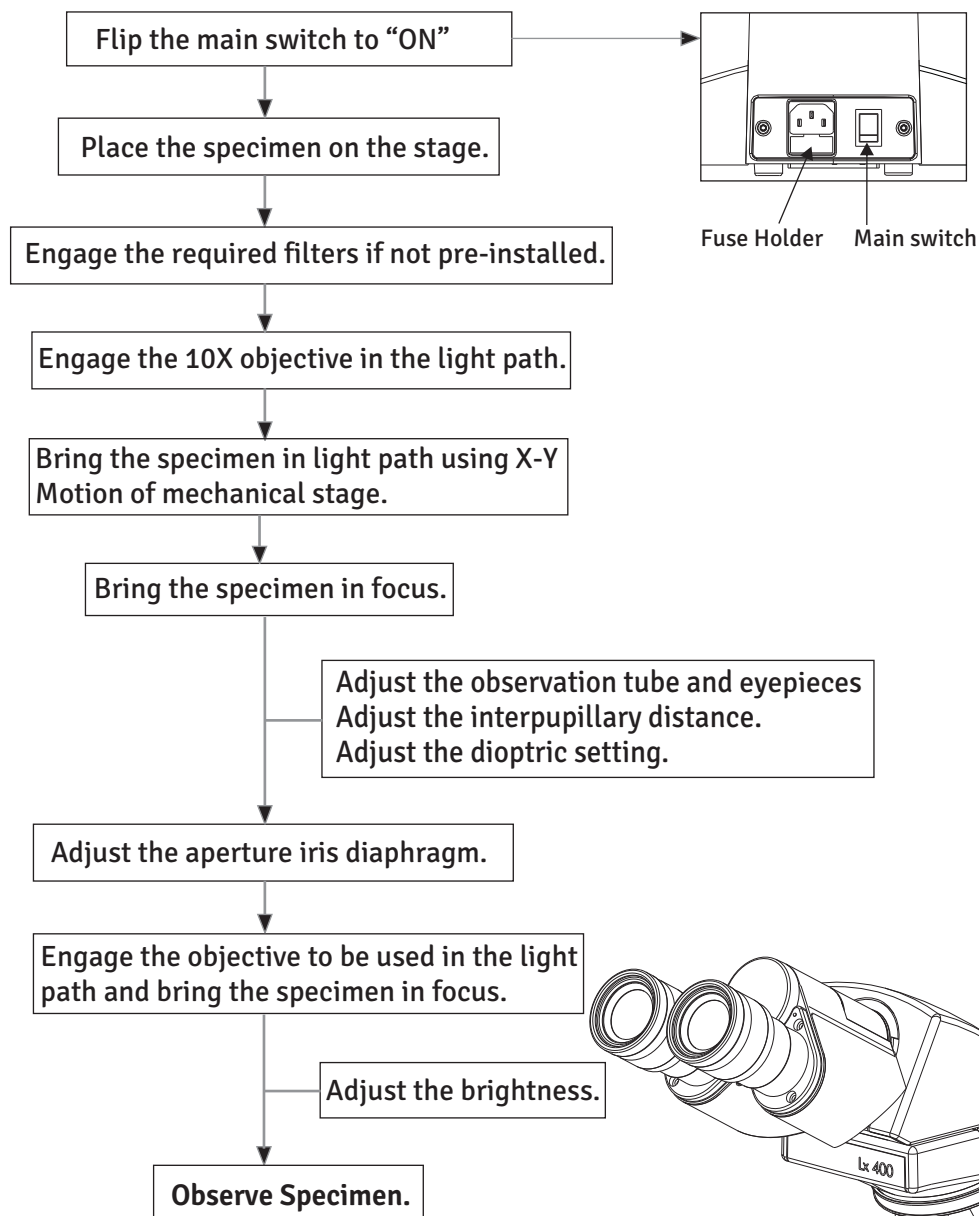 Flip the main switch to “ON”
Place the specimen on the stage.
Fuse Holder
Main switch
Engage the required filters if not pre-installed.
Engage the 10X objective in the light path.
Bring the specimen in light path using X-Y
Motion of mechanical stage.
Bring the specimen in focus.
Adjust the observation tube and eyepieces
Adjust the interpupillary distance.
Adjust the dioptric setting.
Adjust the aperture iris diaphragm.
Engage the objective to be used in the light
path and bring the specimen in focus.
Adjust the brightness.
Lx 400
Observe Specimen.